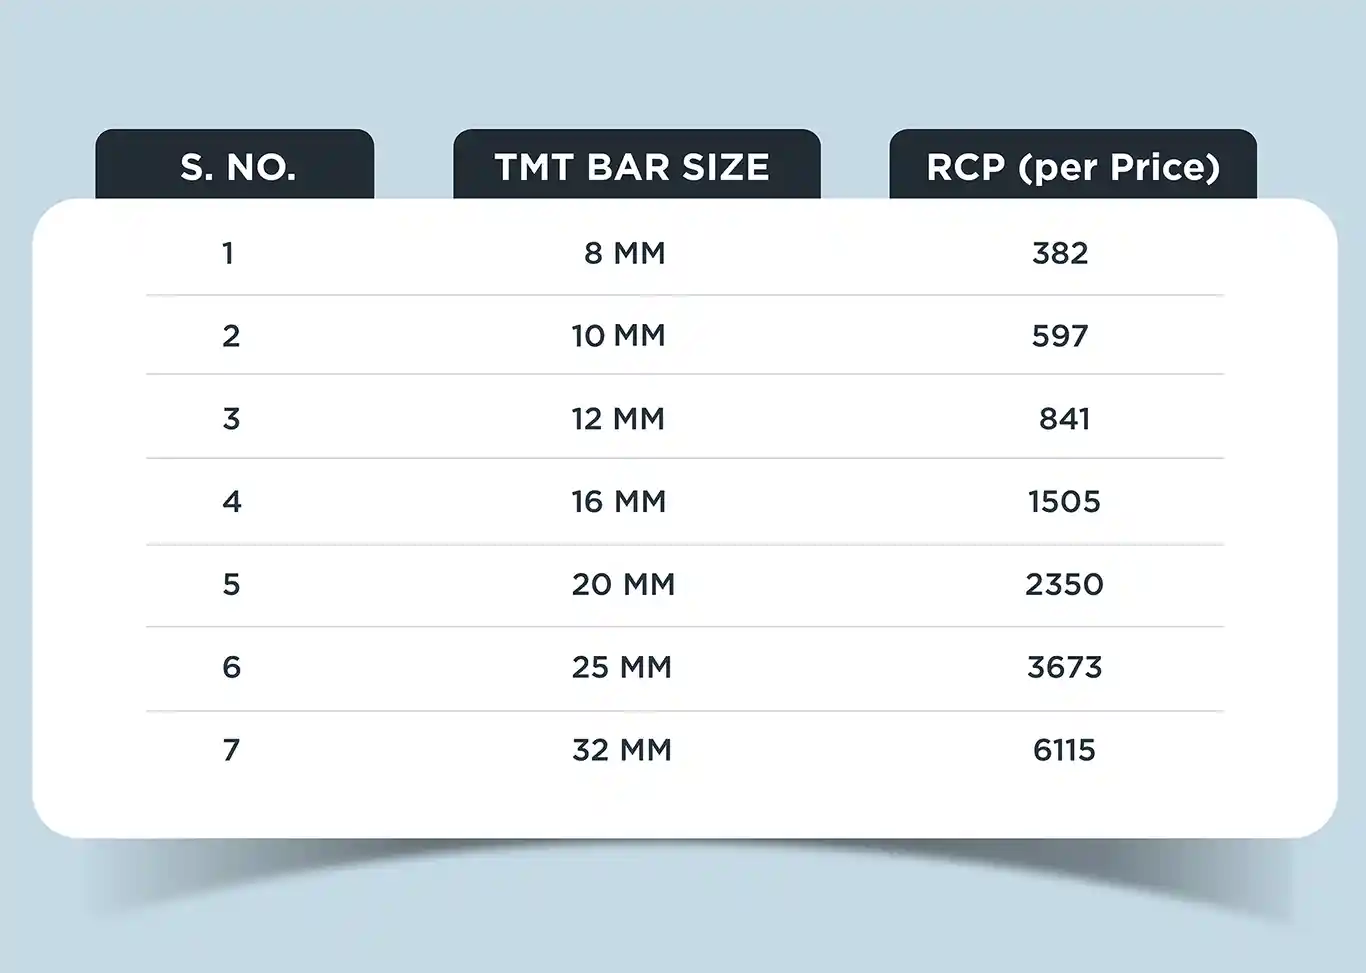 S. NO. TMT BAR SIZE RCP (per Price)
1 8 MM 382
2 10 MM 597
3 12 MM 841
4 16 MM 1505
5 20 MM 2350
6 25 MM 3673
7 32 MM 6115